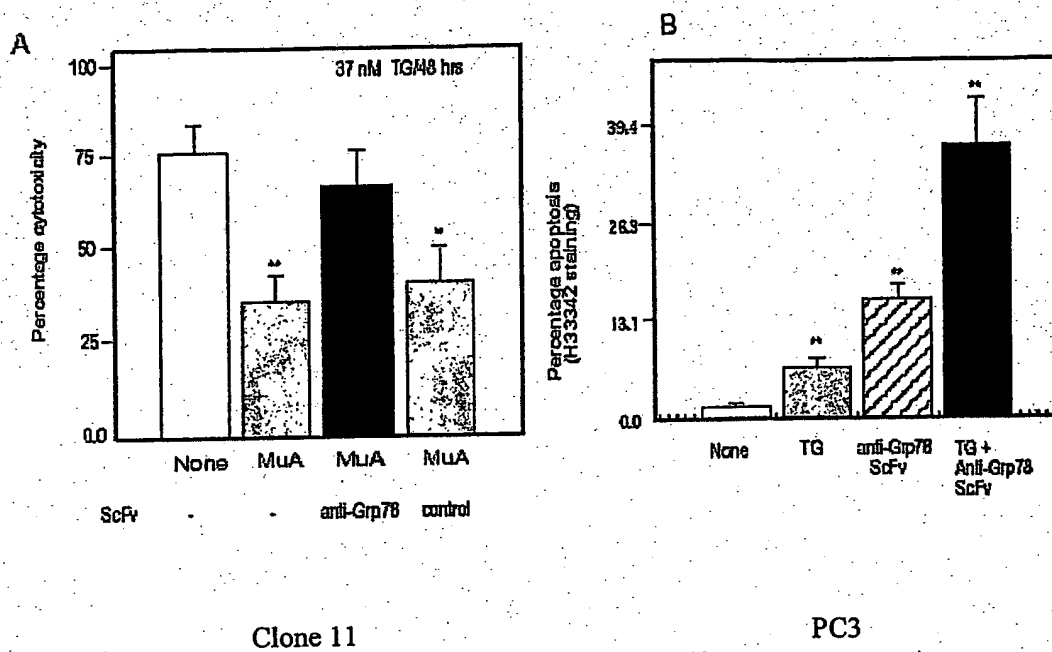 A
Percentage cytotoxicity
100
75
50
25
0.0
37 nM TG/48 hrs
**
*
None MuA MuA MuA
ScFv - - anti-Grp78 control
Clone 11
B
Percentage apoptosis
(H33342 staining)
39.4
26.3
13.1
0.0
**
**
**
None TG anti-Grp78 TG +
ScFv Anti-Grp78
ScFv
PC3